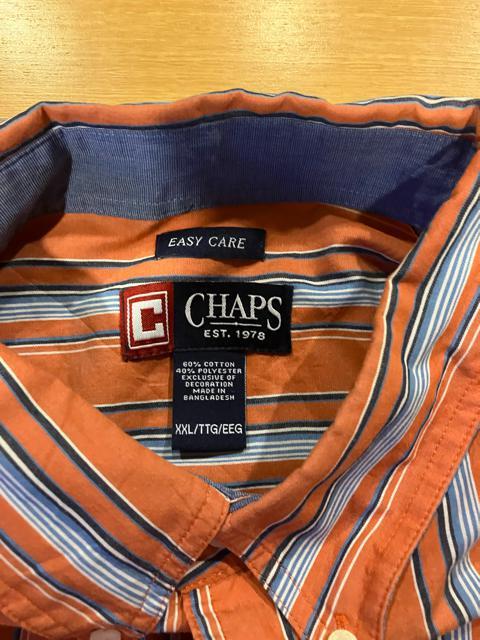 EASY CARE
C CHAPS
EST. 1978
60% COTTON
40% POLYESTER
EXCLUSIVE OF
DECORATION
MADE IN
BANGLADESH
XXL/TTG/EEG